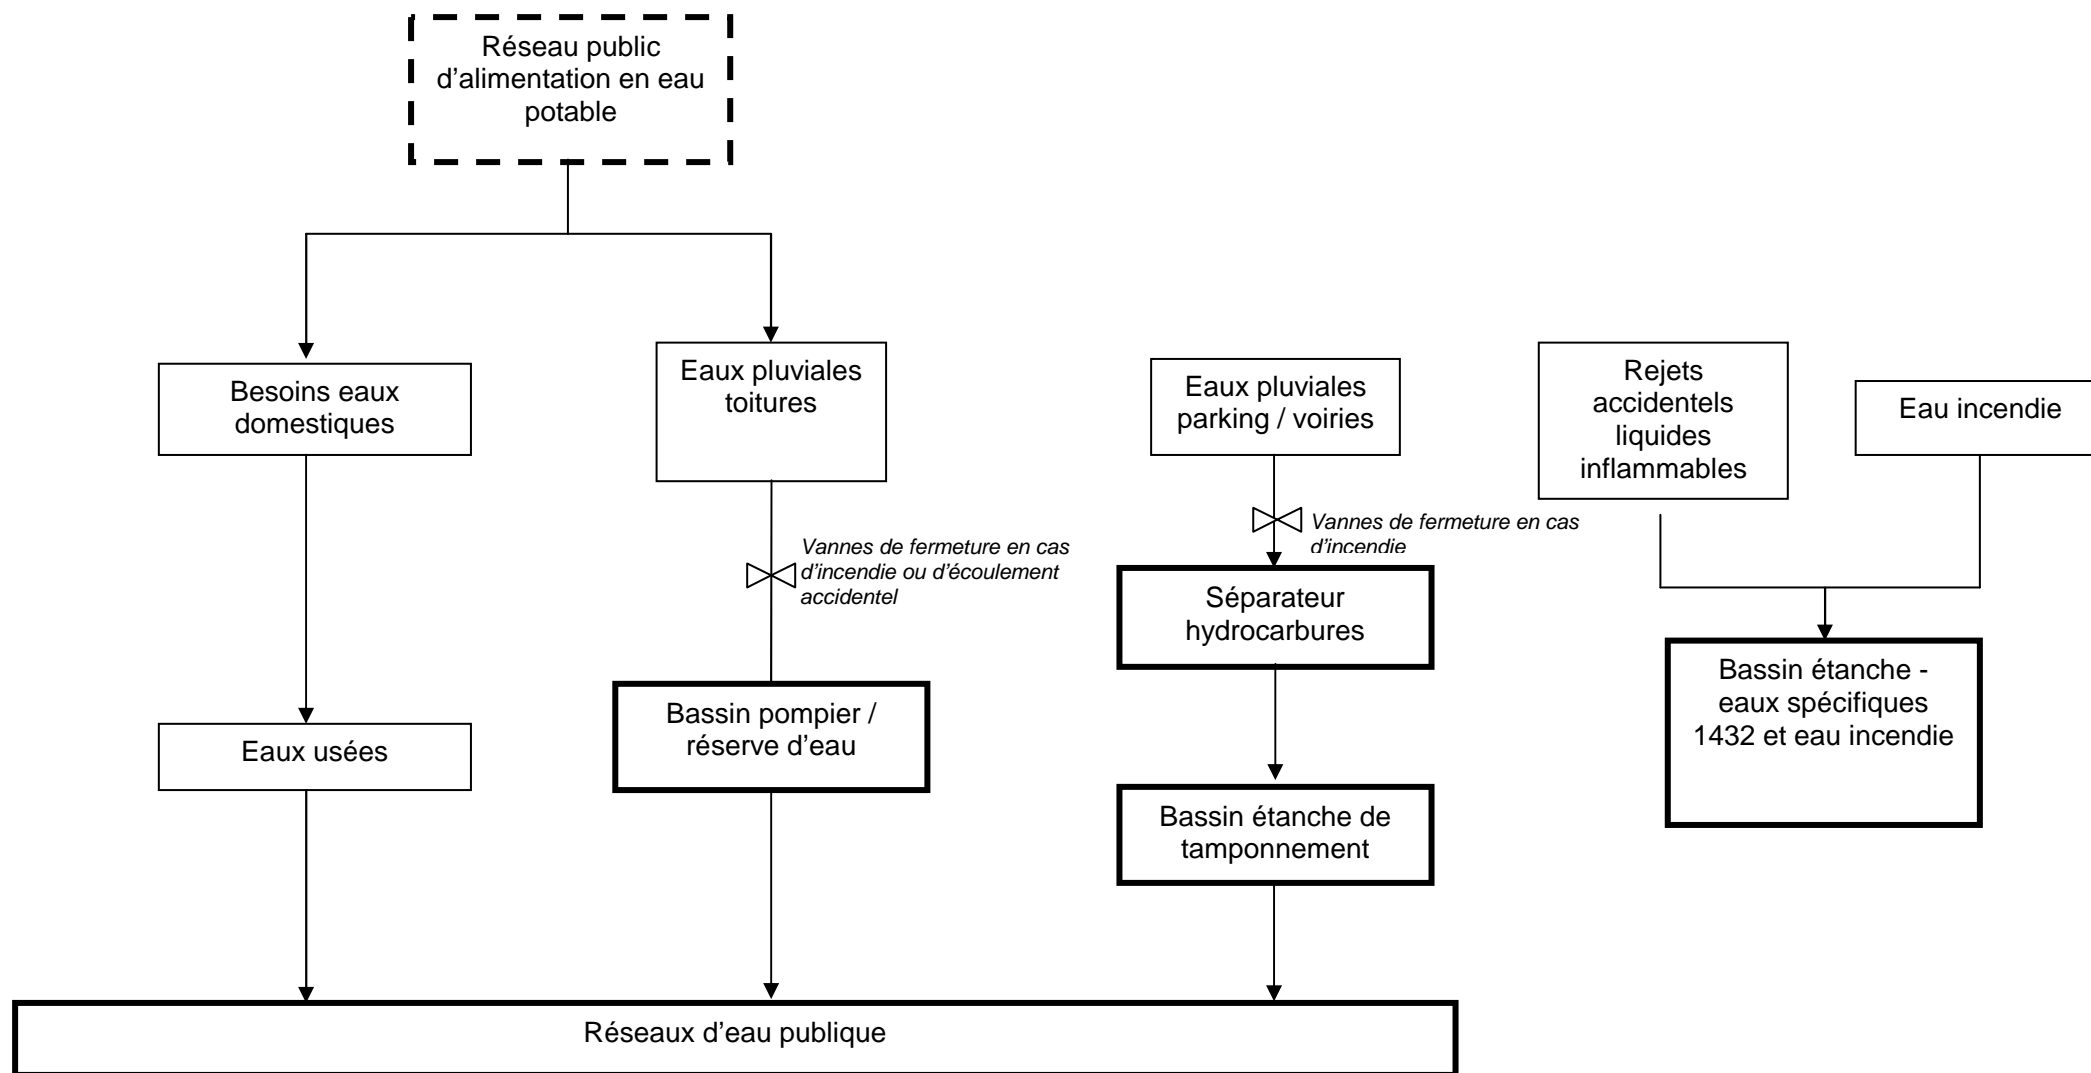 Réseau public
d’alimentation en eau
potable
Besoins eaux
domestiques
Eaux pluviales
toitures
Eaux pluviales
parking / voiries
Rejets
accidentels
liquides
inflammables
Eau incendie
Vannes de fermeture en cas
d’incendie ou d’écoulement
accidentel
Vannes de fermeture en cas
d’incendie
Séparateur
hydrocarbures
Bassin étanche -
eaux spécifiques
1432 et eau incendie
Bassin pompier /
réserve d’eau
Eaux usées
Bassin étanche de
tamponnement
Réseaux d’eau publique